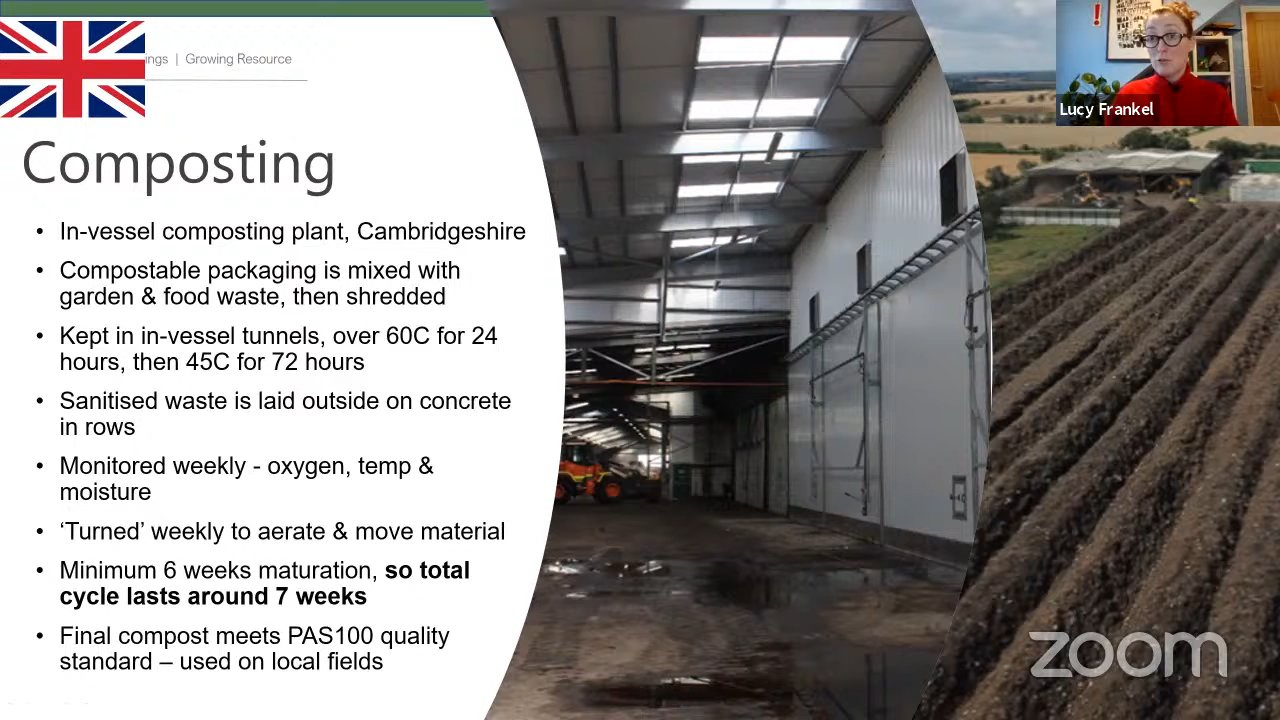 ings | Growing Resource
Lucy Frankel
Composting
• In-vessel composting plant, Cambridgeshire
• Compostable packaging is mixed with
garden & food waste, then shredded
• Kept in in-vessel tunnels, over 60C for 24
hours, then 45C for 72 hours
• Sanitised waste is laid outside on concrete
in rows
• Monitored weekly - oxygen, temp &
moisture
• ‘Turned’ weekly to aerate & move material
• Minimum 6 weeks maturation, so total
cycle lasts around 7 weeks
• Final compost meets PAS100 quality
standard – used on local fields
zoom